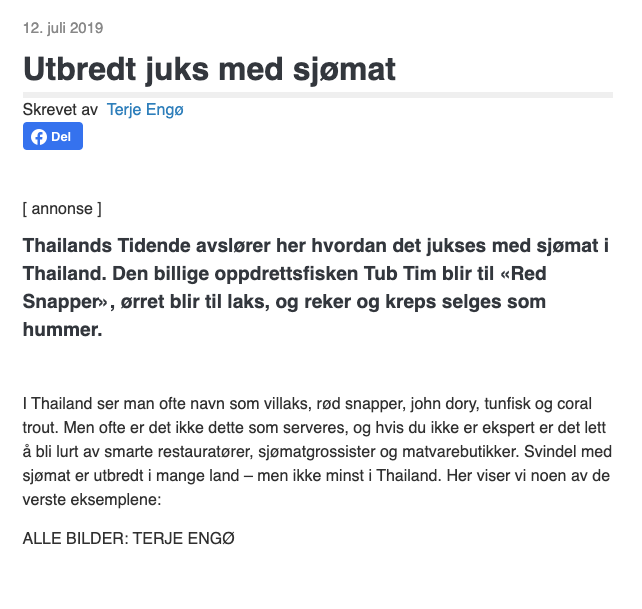 12. juli 2019
Utbredt juks med sjømat
Skrevet av Terje Engø
Del
[ annonse ]
Thailands Tidende avslører her hvordan det jukses med sjømat i
Thailand. Den billige oppdrettsfisken Tub Tim blir til «Red
Snapper», ørret blir til laks, og reker og kreps selges som
hummer.
I Thailand ser man ofte navn som villaks, rød snapper, john dory, tunfisk og coral
trout. Men ofte er det ikke dette som serveres, og hvis du ikke er ekspert er det lett
å bli lurt av smarte restauratører, sjømatgrossister og matvarebutikker. Svindel med
sjømat er utbredt i mange land – men ikke minst i Thailand. Her viser vi noen av de
verste eksemplene:
ALLE BILDER: TERJE ENGØ